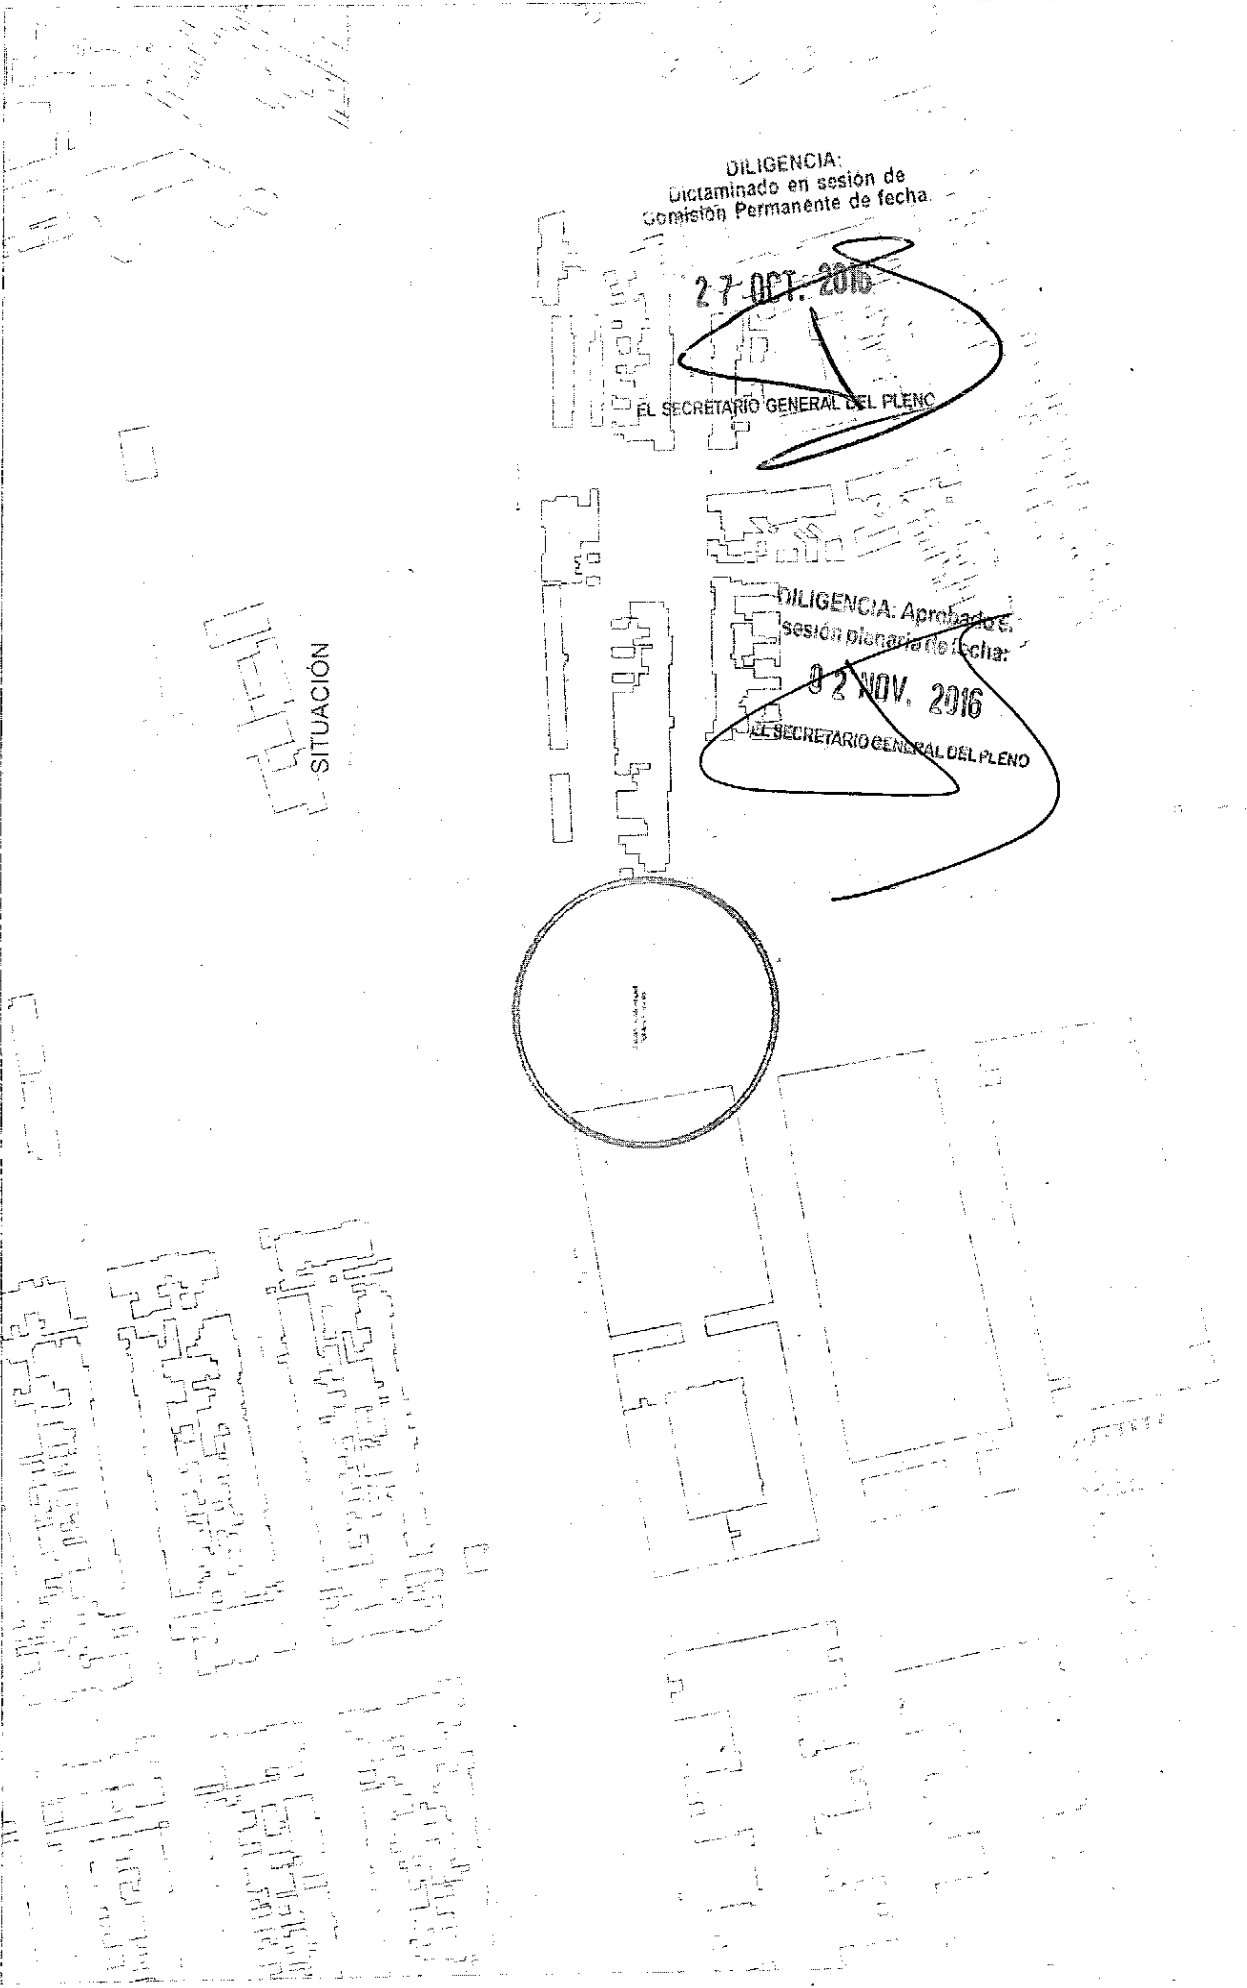 DILIGENCIA:
Dictaminado en sesión de
Comisión Permanente de fecha
27 OCT. 2016
EL SECRETARIO GENERAL DEL PLENO
SITUACIÓN
DILIGENCIA: Aprobado
sesión plenaria de fecha:
02 NOV. 2016
EL SECRETARIO GENERAL DEL PLENO